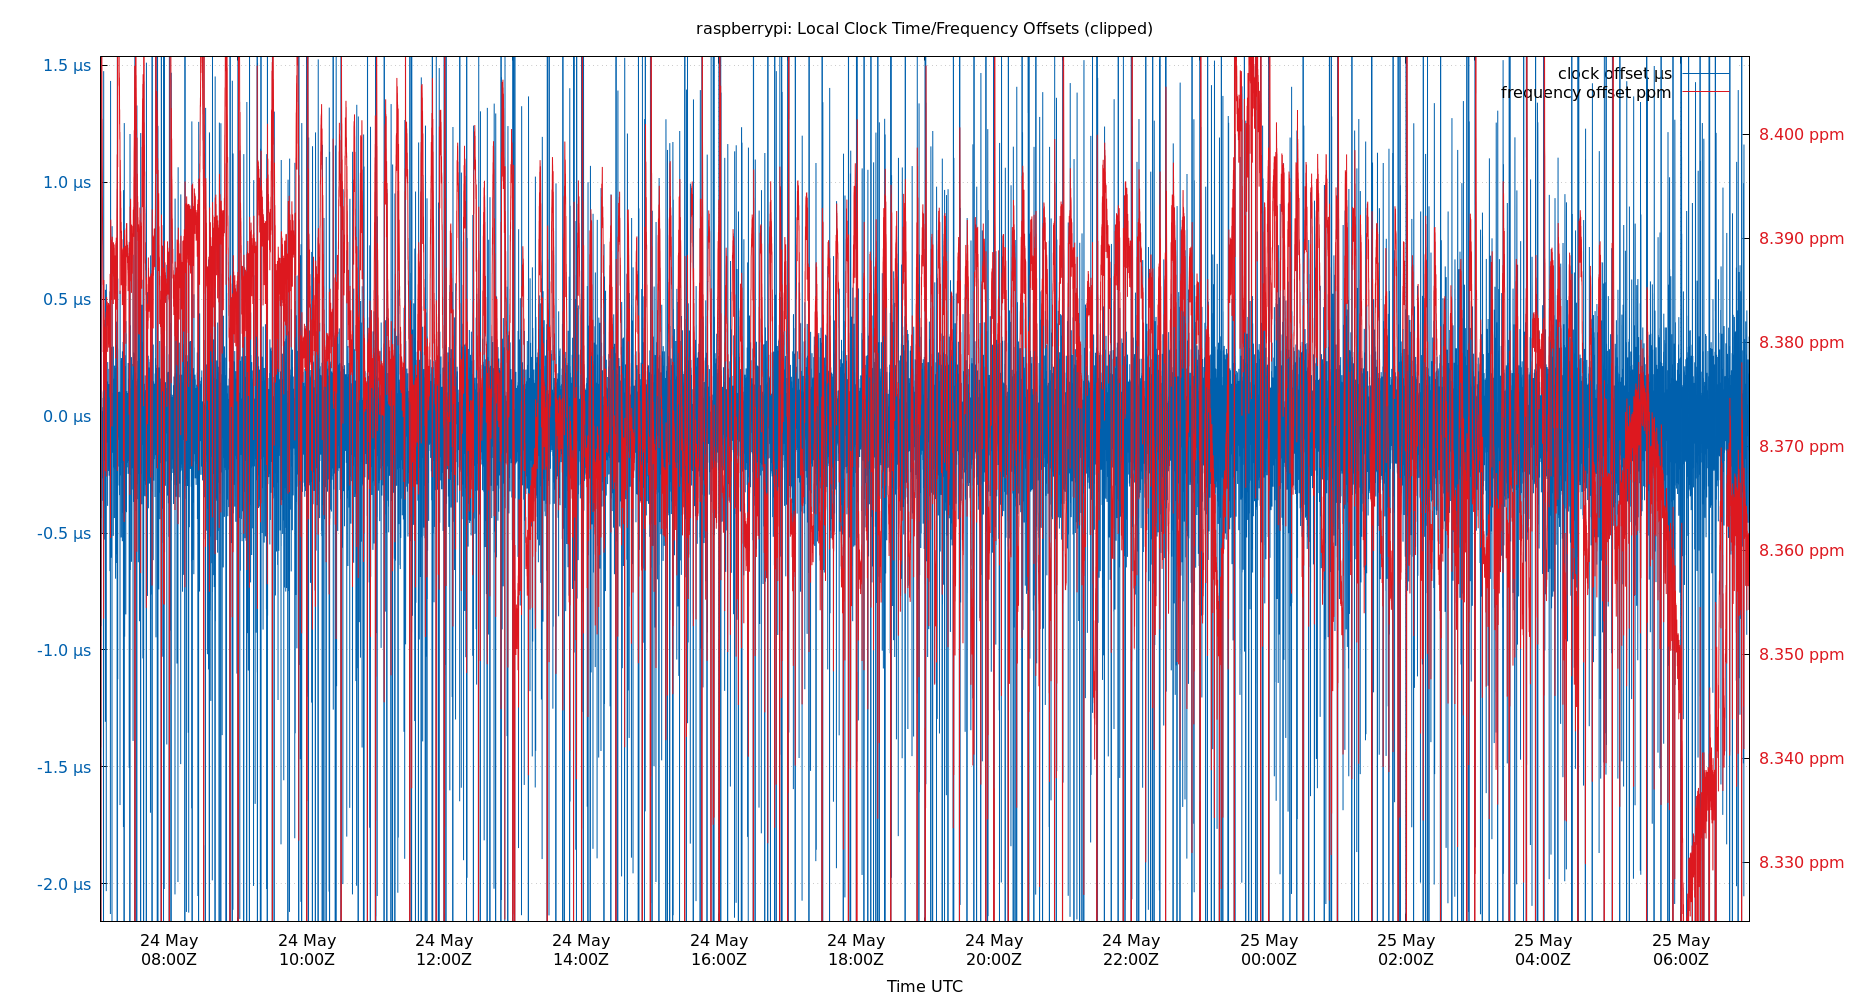 raspberrypi: Local Clock Time/Frequency Offsets (clipped)
clock offset µs
frequency offset ppm
1.5 µs
1.0 µs
0.5 µs
0.0 µs
-0.5 µs
-1.0 µs
-1.5 µs
-2.0 µs
8.400 ppm
8.390 ppm
8.380 ppm
8.370 ppm
8.360 ppm
8.350 ppm
8.340 ppm
8.330 ppm
24 May 24 May 24 May 24 May 24 May 24 May 24 May 24 May 25 May 25 May 25 May 25 May
08:00Z 10:00Z 12:00Z 14:00Z 16:00Z 18:00Z 20:00Z 22:00Z 00:00Z 02:00Z 04:00Z 06:00Z
Time UTC